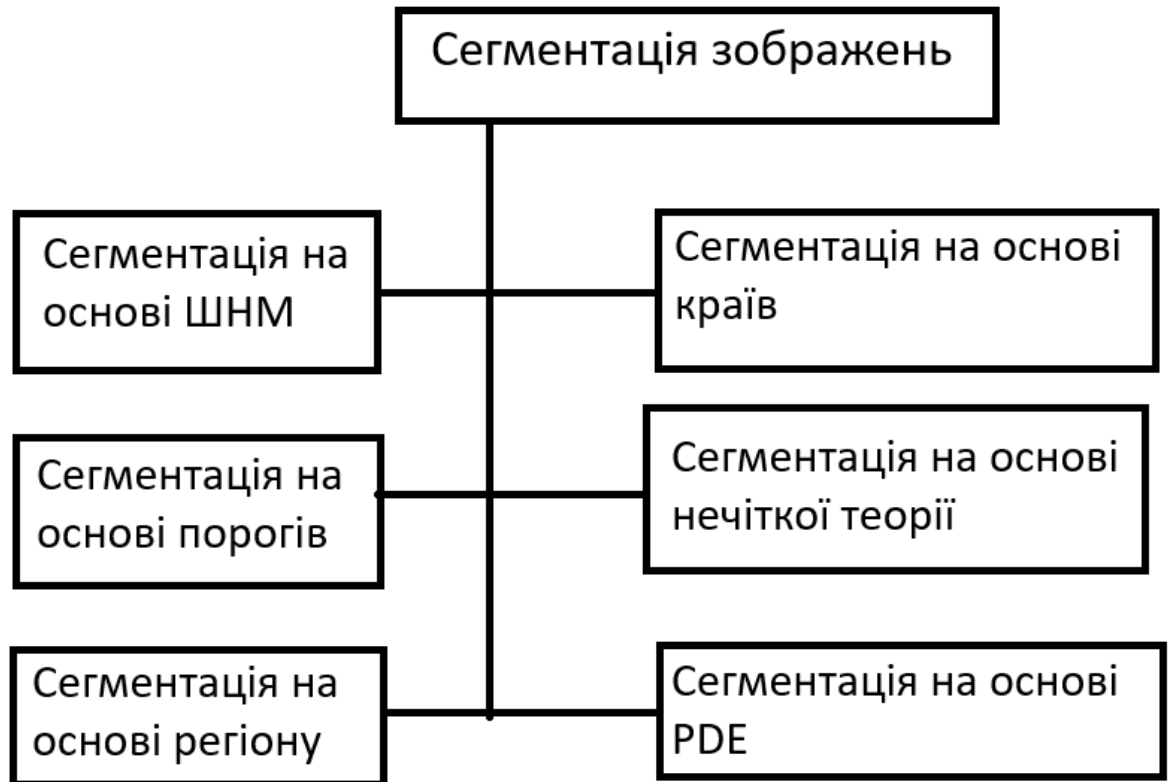 Сегментація зображень
Сегментація на
основі ШНМ
Сегментація на основі
країв
Сегментація на
основі порогів
Сегментація на основі
нечіткої теорії
Сегментація на
основі регіону
Сегментація на основі
PDE